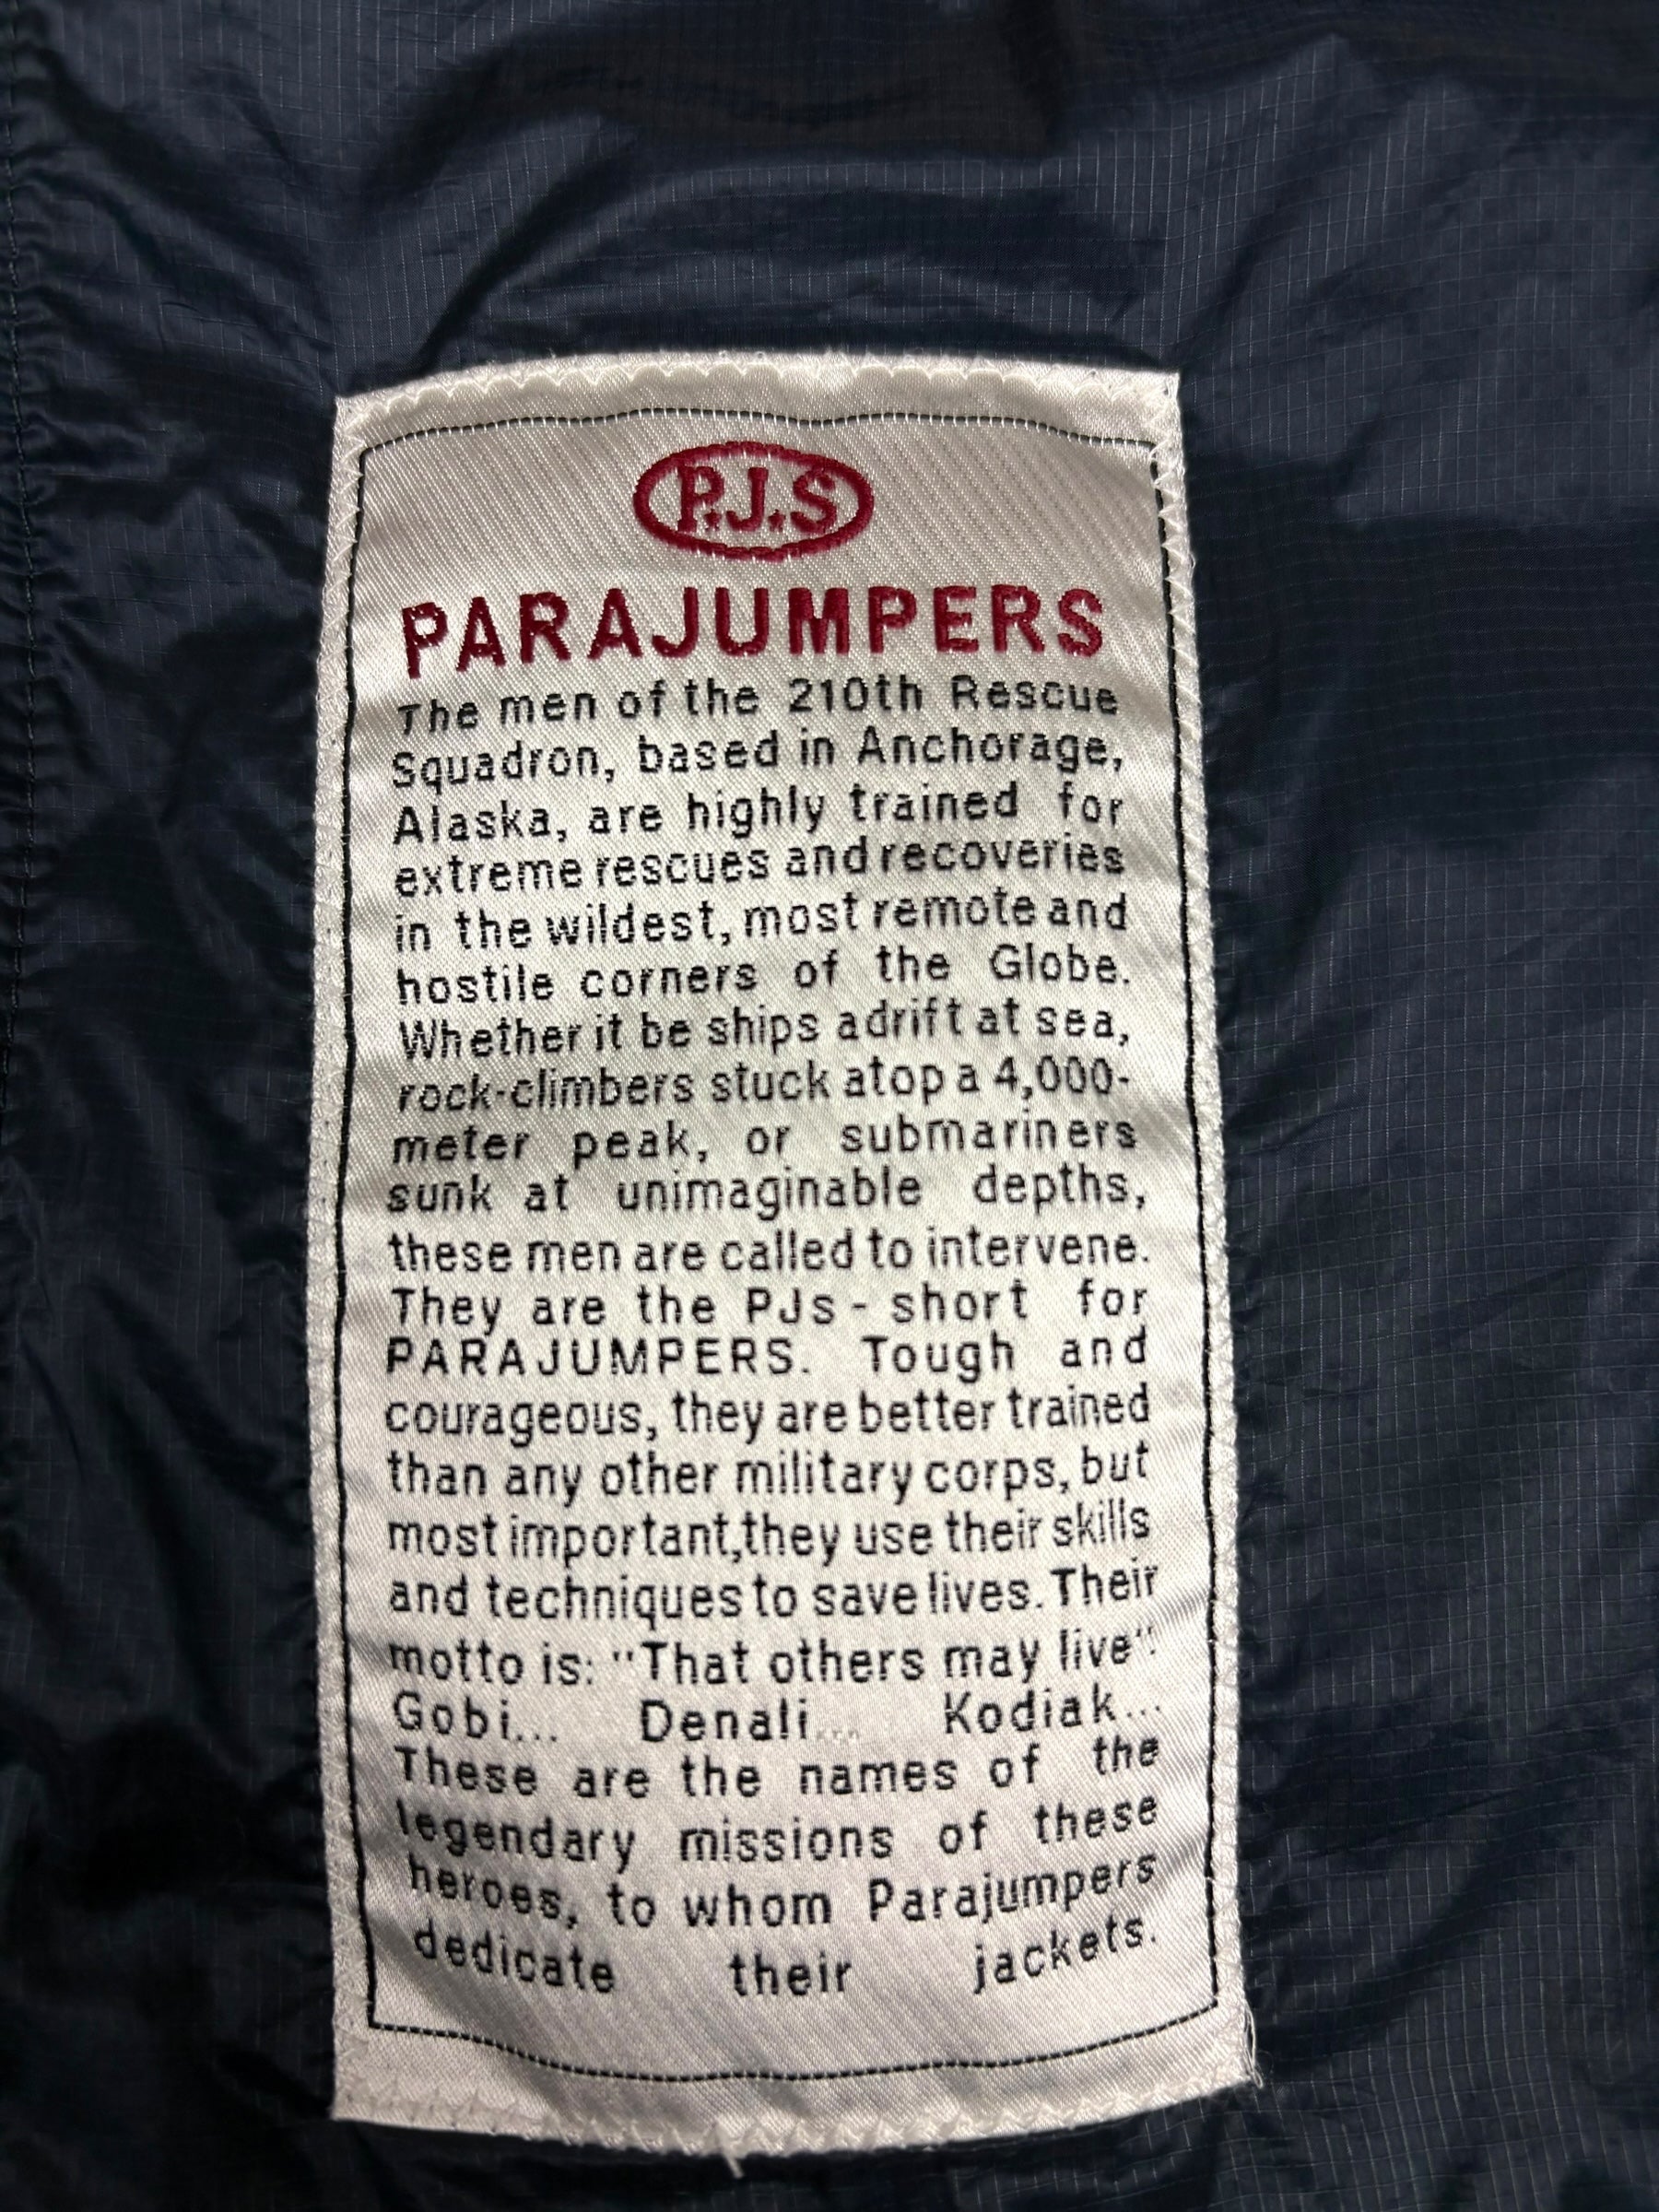 P.J.S
PARAJUMPERS
The men of the 210th Rescue
Squadron, based in Anchorage,
Alaska, are highly trained for
extreme rescues and recoveries
in the wildest, most remote and
hostile corners of the Globe.
Whether it be ships adrift at sea,
rock-climbers stuck atop a 4,000-
meter peak, or submariners
sunk at unimaginable depths,
these men are called to intervene.
They are the PJs - short for
PARAJUMPERS. Tough and
courageous, they are better trained
than any other military corps, but
most important,they use their skills
and techniques to save lives. Their
motto is: "That others may live".
Gobi... Denali... Kodiak...
These are the names of the
legendary missions of these
heroes, to whom Parajumpers
dedicate their jackets.